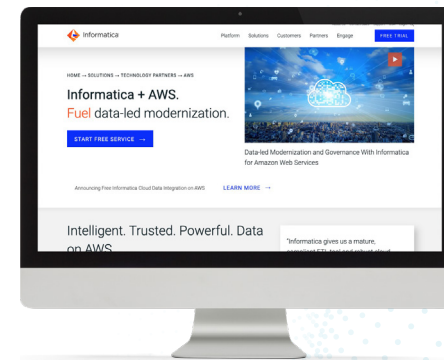 Informatica
Platform Solutions Customers Partners Engage
FREE TRIAL
HOME → SOLUTIONS → TECHNOLOGY PARTNERS → AWS
Informatica + AWS.
Fuel data-led modernization.
START FREE SERVICE →
Data-led Modernization and Governance With Informatica
for Amazon Web Services
Announcing Free Informatica Cloud Data Integration on AWS LEARN MORE →
Intelligent. Trusted. Powerful. Data
on AWS
"Informatica gives us a mature,